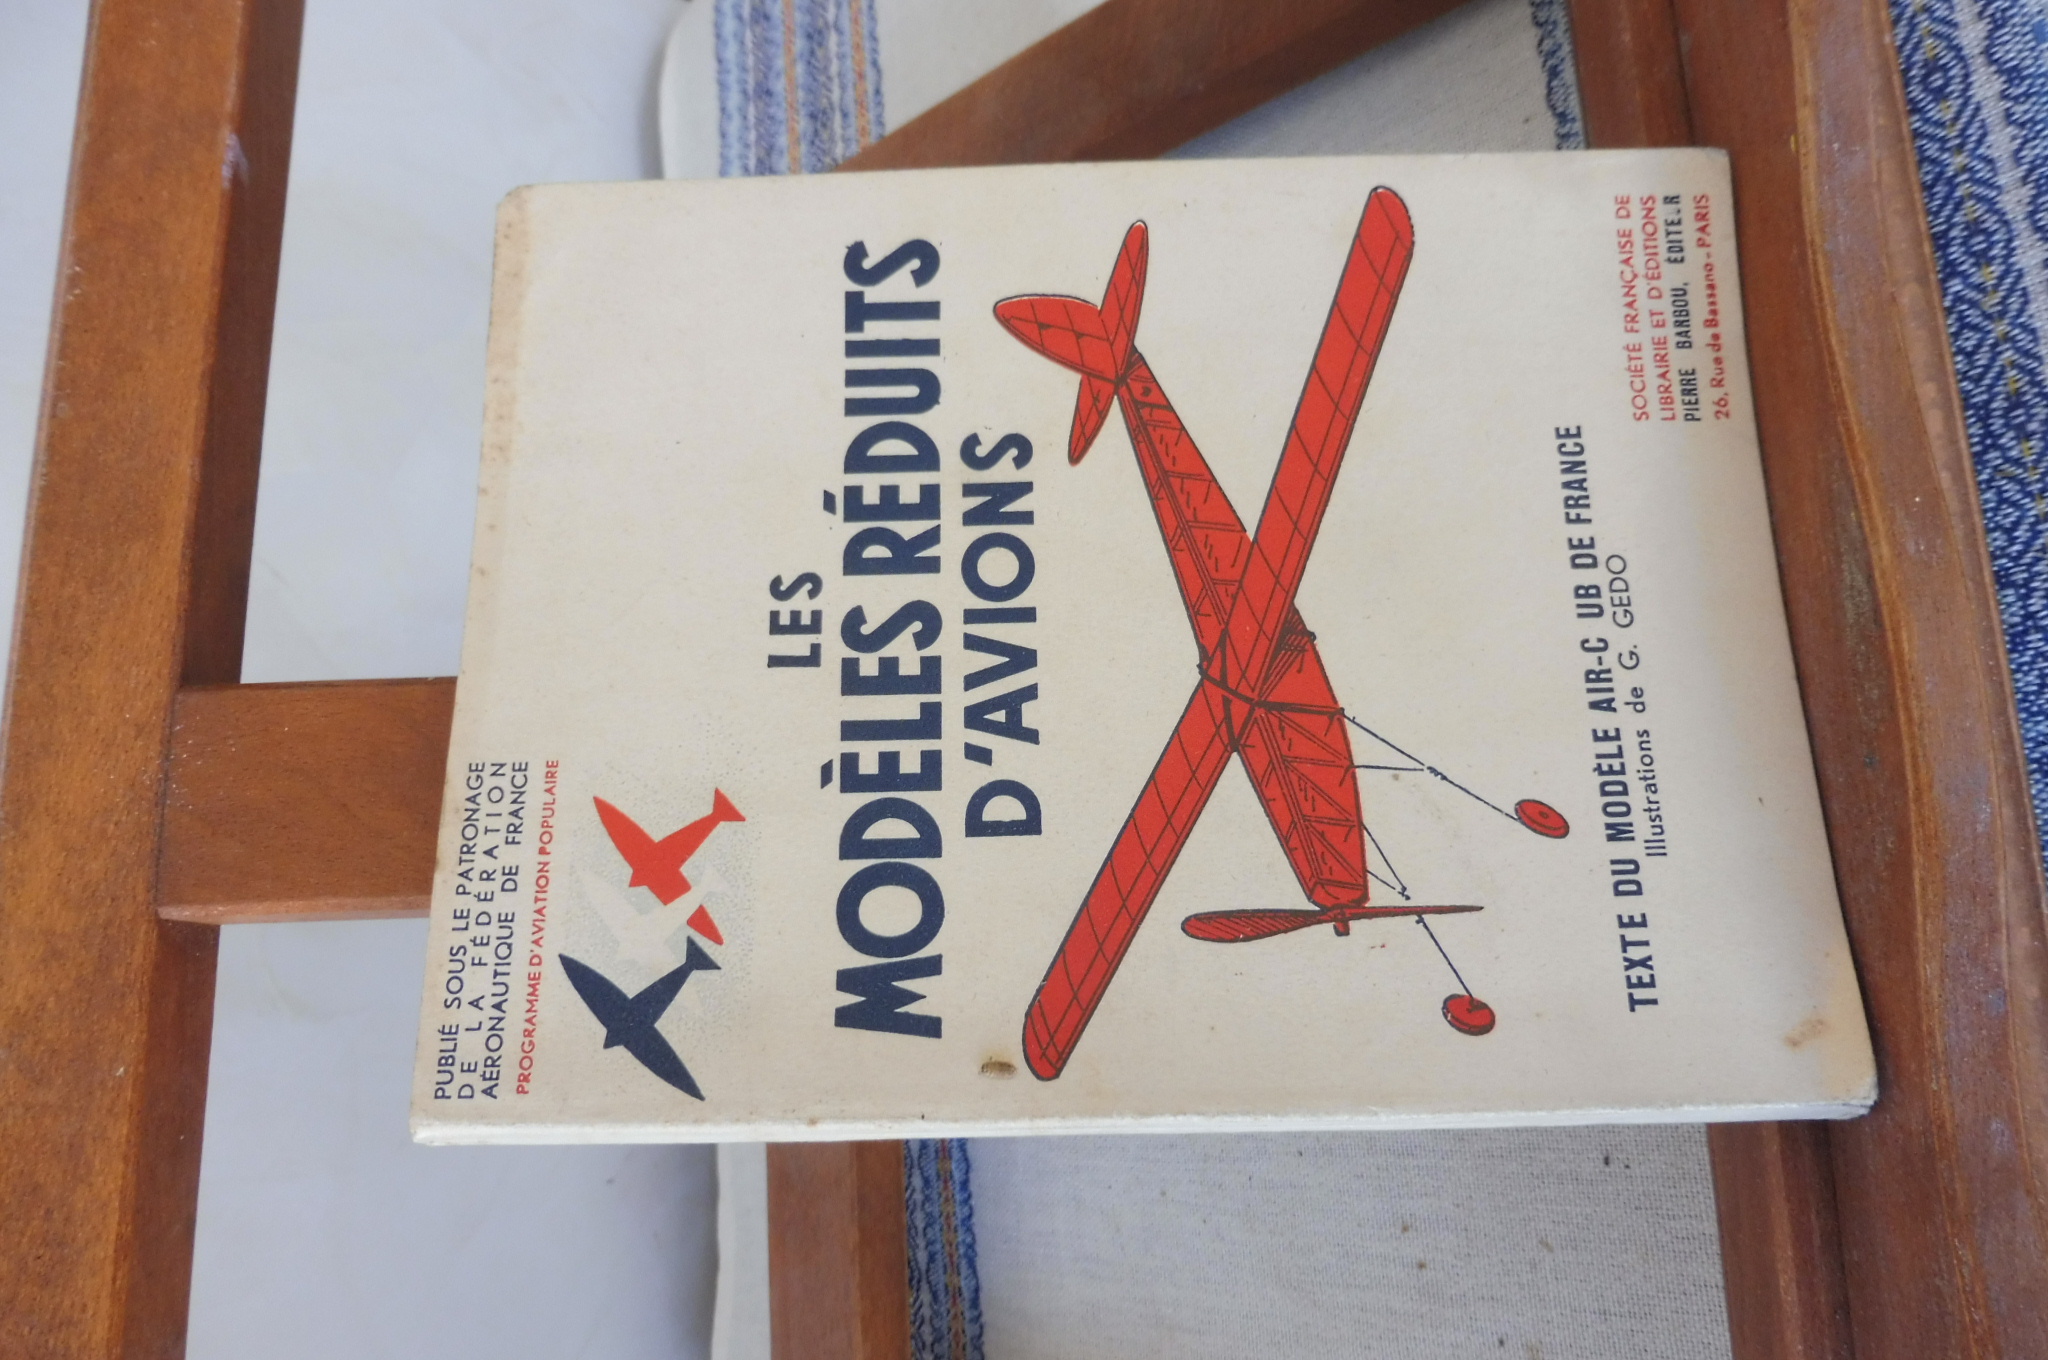 PUBLIÉ SOUS LE PATRONAGE
DE LA FÉDÉRATION
AÉRONAUTIQUE DE FRANCE
PROGRAMME D'AVIATION POPULAIRE
LES
MODÈLES RÉDUITS
D'AVIONS
TEXTE DU MODÈLE AIR-C UB DE FRANCE
Illustrations de G. GEDO
SOCIÉTÉ FRANÇAISE DE
LIBRAIRIE ET D'ÉDITIONS
PIERRE BARBOU, ÉDITEUR
26, Rue de Bassano - PARIS